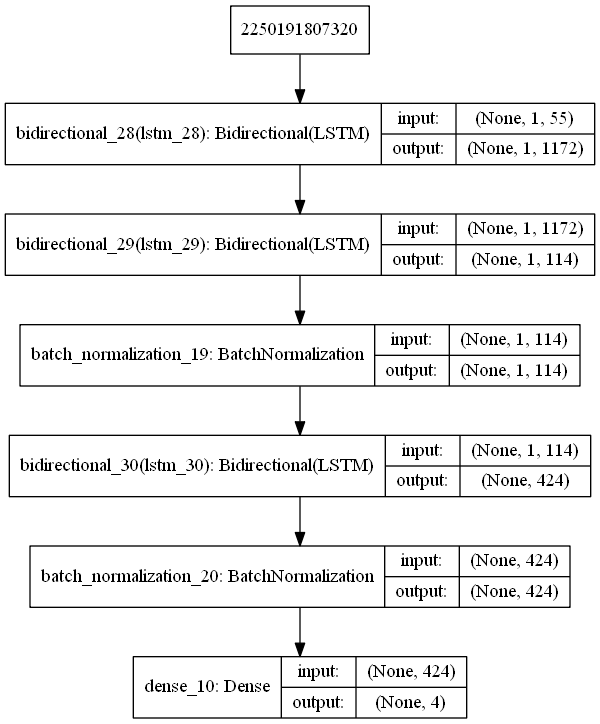 2250191807320
bidirectional_28(lstm_28): Bidirectional(LSTM)
input: (None, 1, 55)
output: (None, 1, 1172)
bidirectional_29(lstm_29): Bidirectional(LSTM)
input: (None, 1, 1172)
output: (None, 1, 114)
batch_normalization_19: BatchNormalization
input: (None, 1, 114)
output: (None, 1, 114)
bidirectional_30(lstm_30): Bidirectional(LSTM)
input: (None, 1, 114)
output: (None, 424)
batch_normalization_20: BatchNormalization
input: (None, 424)
output: (None, 424)
dense_10: Dense
input: (None, 424)
output: (None, 4)